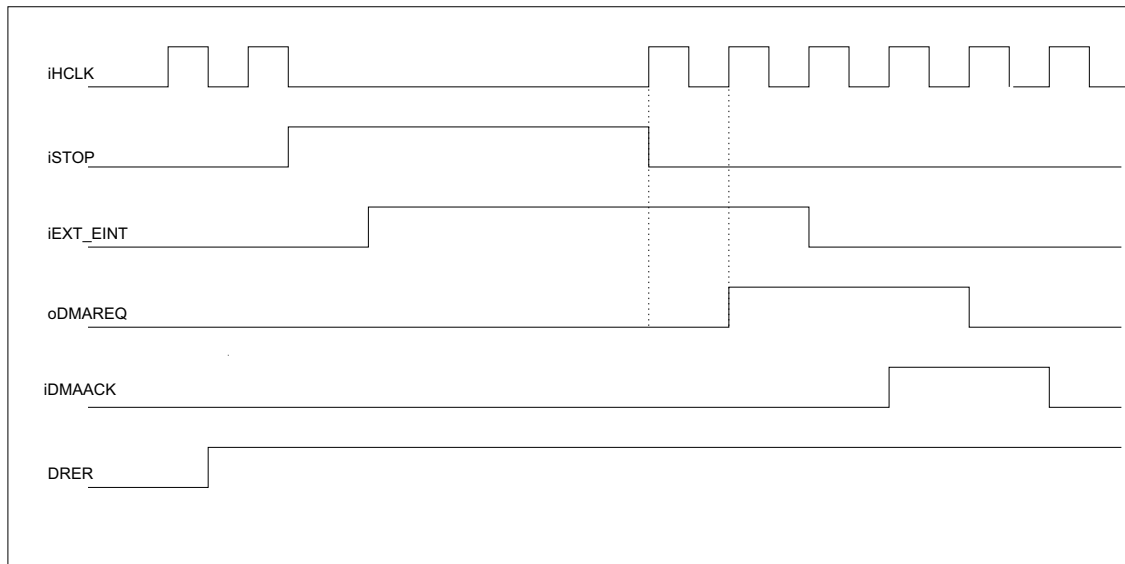 iHCLK
iSTOP
iEXT_EINT
oDMAREQ
iDMAACK
DRER